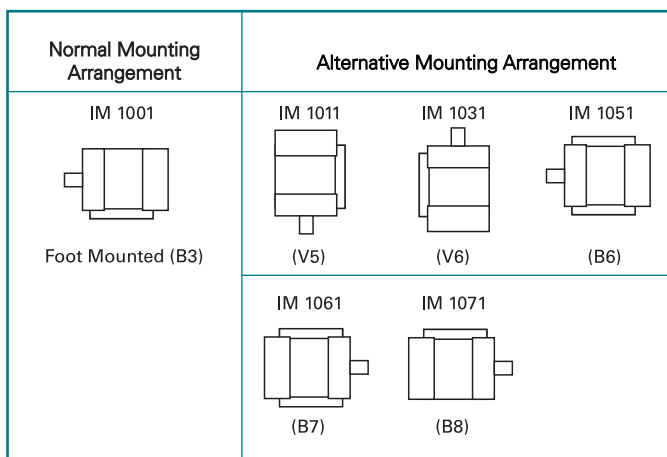 Normal Mounting
Arrangement
Alternative Mounting Arrangement
IM 1001
Foot Mounted (B3)
IM 1011
IM 1031
IM 1051
(V5)
(V6)
(B6)
IM 1061
IM 1071
(B7)
(B8)